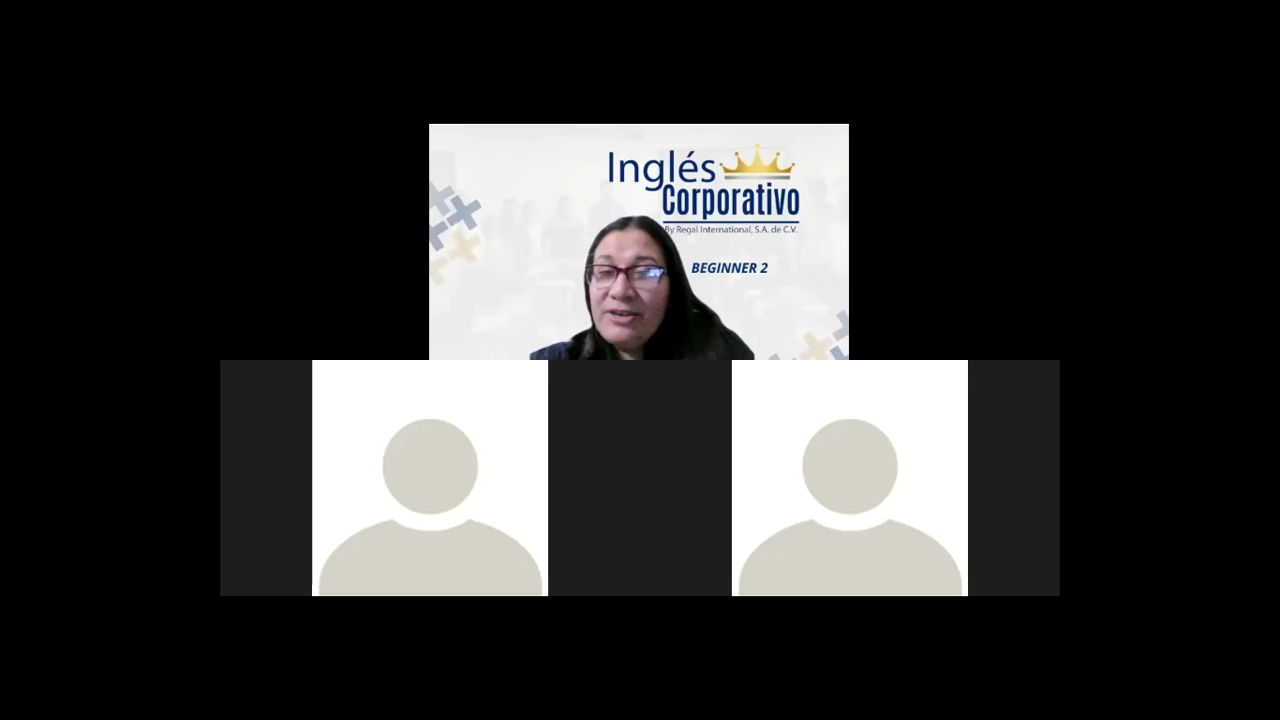 Inglés
Corporativo
By Regal International, S.A. de C.V.
BEGINNER 2